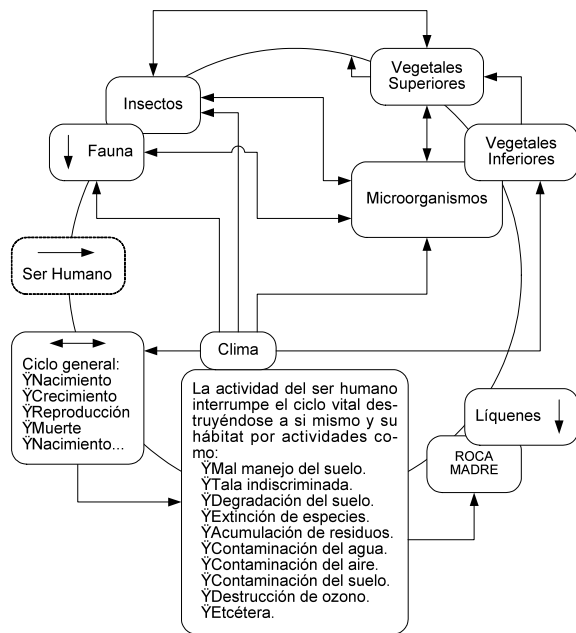 Vegetales
Superiores
Insectos
Fauna
Vegetales
Inferiores
Microorganismos
Ser Humano
Clima
Ciclo general:
ŸNacimiento
ŸCrecimiento
ŸReproducción
ŸMuerte
ŸNacimiento...
La actividad del ser humano
interrumpe el ciclo vital des-
truyéndose a si mismo y su
hábitat por actividades co-
mo:
ŸMal manejo del suelo.
ŸTala indiscriminada.
ŸDegradación del suelo.
ŸExtinción de especies.
ŸAcumulación de residuos.
ŸContaminación del agua.
ŸContaminación del aire.
ŸContaminación del suelo.
ŸDestrucción de ozono.
ŸEtcétera.
Líquenes
ROCA
MADRE